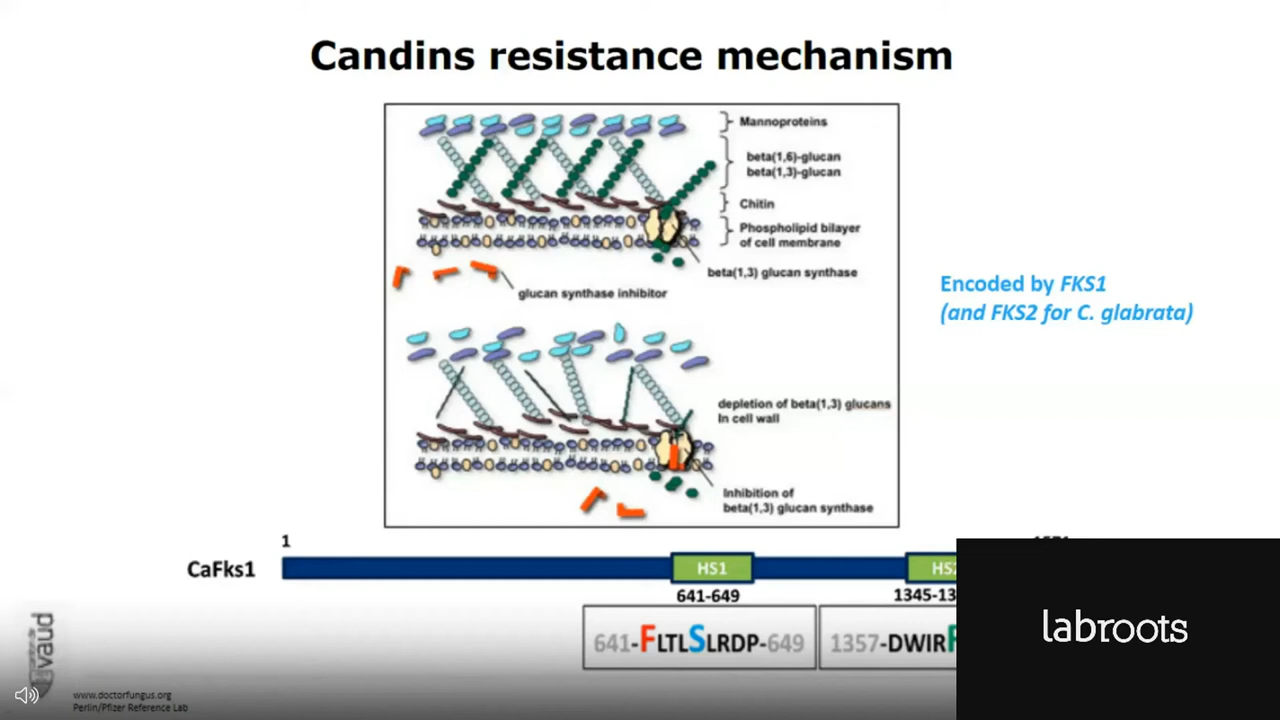 Candins resistance mechanism
Mannoproteins
beta(1,6)-glucan
beta(1,3)-glucan
Chitin
Phospholipid bilayer
of cell membrane
beta(1,3) glucan synthase
glucan synthase inhibitor
Encoded by FKS1
(and FKS2 for C. glabrata)
depletion of beta(1,3) glucans
In cell wall
Inhibition of
beta(1,3) glucan synthase
1
CaFks1
HS1
641-649
1345-13
641-FLTLSLRDP-649
1357-DWIR
labroots
vaud
www.doctorfungus.org
Perlin/Pfizer Reference Lab